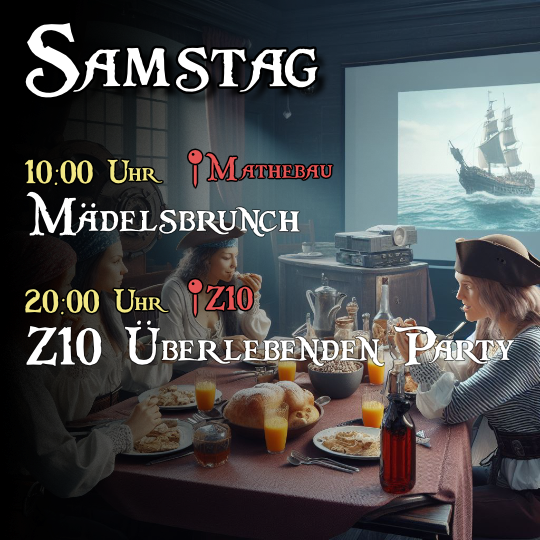 Samstag
10:00 Uhr Mathebau
Mädelsbrunch
20:00 Uhr Z10
Z10 Überlebenden Party